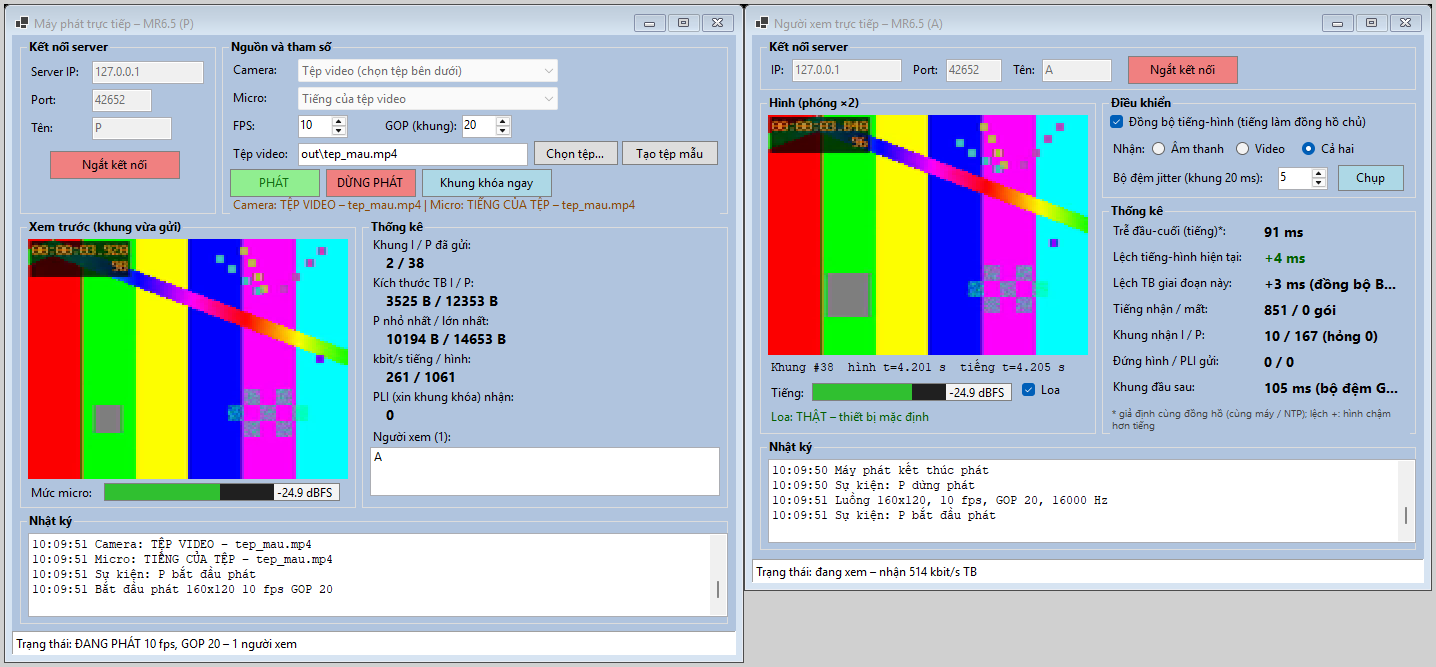 Máy phát trực tiếp – MR6.5 (P)
Kết nối server
Server IP: 127.0.0.1
Port: 42652
Tên: P
Ngắt kết nối
Nguồn và tham số
Camera: Tệp video (chọn tệp bên dưới)
Micro: Tiếng của tệp video
FPS: 10 GOP (khung): 20
Tệp video: out\tep_mau.mp4 Chọn tệp... Tạo tệp mẫu
PHÁT DỪNG PHÁT Khung khóa ngay
Camera: TỆP VIDEO – tep_mau.mp4 | Micro: TIẾNG CỦA TỆP – tep_mau.mp4
Xem trước (khung vừa gửi)
00:00:03.920
98
Mức micro: -24.9 dBFS
Thống kê
Khung I / P đã gửi:
2 / 38
Kích thước TB I / P:
3525 B / 12353 B
P nhỏ nhất / lớn nhất:
10194 B / 14653 B
kbit/s tiếng / hình:
261 / 1061
PLI (xin khung khóa) nhận:
0
Người xem (1):
A
Nhật ký
10:09:51 Camera: TỆP VIDEO – tep_mau.mp4
10:09:51 Micro: TIẾNG CỦA TỆP – tep_mau.mp4
10:09:51 Sự kiện: P bắt đầu phát
10:09:51 Bắt đầu phát 160x120 10 fps GOP 20
Trạng thái: ĐANG PHÁT 10 fps, GOP 20 – 1 người xem
Người xem trực tiếp – MR6.5 (A)
Kết nối server
IP: 127.0.0.1 Port: 42652 Tên: A Ngắt kết nối
Hình (phóng ×2)
00:00:03.840
96
Khung #38 hình t=4.201 s tiếng t=4.205 s
Tiếng: -24.9 dBFS Loa
Loa: THẬT – thiết bị mặc định
Điều khiển
Đồng bộ tiếng-hình (tiếng làm đồng hồ chủ)
Nhận: Âm thanh Video Cả hai
Bộ đệm jitter (khung 20 ms): 5 Chụp
Thống kê
Trễ đầu-cuối (tiếng)*: 91 ms
Lệch tiếng-hình hiện tại: +4 ms
Lệch TB giai đoạn này: +3 ms (đồng bộ B...
Tiếng nhận / mất: 851 / 0 gói
Khung nhận I / P: 10 / 167 (hỏng 0)
Đứng hình / PLI gửi: 0 / 0
Khung đầu sau: 105 ms (bộ đệm G...
* giả định cùng đồng hồ (cùng máy / NTP); lệch +: hình chậm
hơn tiếng
Nhật ký
10:09:50 Máy phát kết thúc phát
10:09:50 Sự kiện: P dừng phát
10:09:51 Luồng 160x120, 10 fps, GOP 20, 16000 Hz
10:09:51 Sự kiện: P bắt đầu phát
Trạng thái: đang xem – nhận 514 kbit/s TB